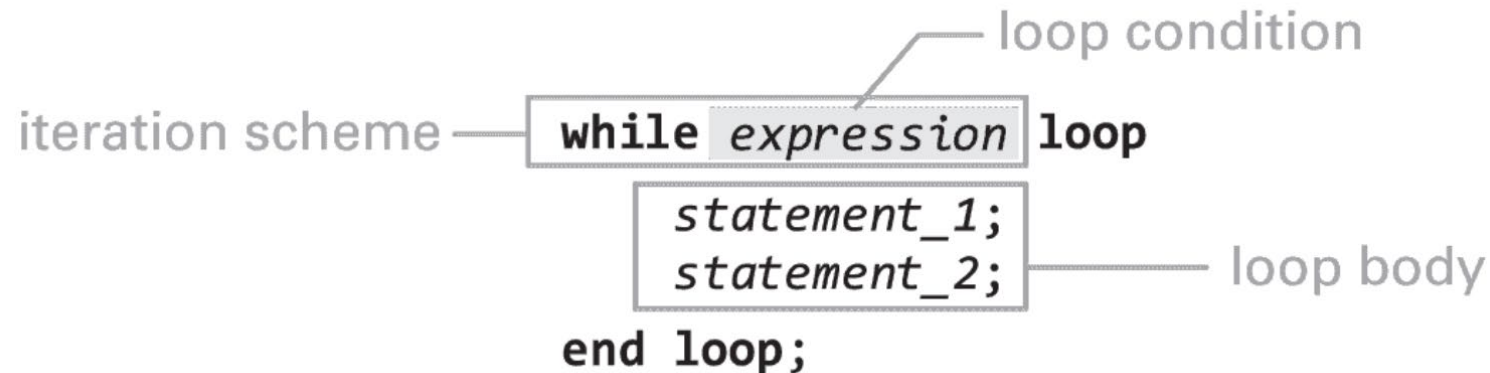 loop condition
iteration scheme
while expression loop
statement_1;
statement_2;
loop body
end loop;